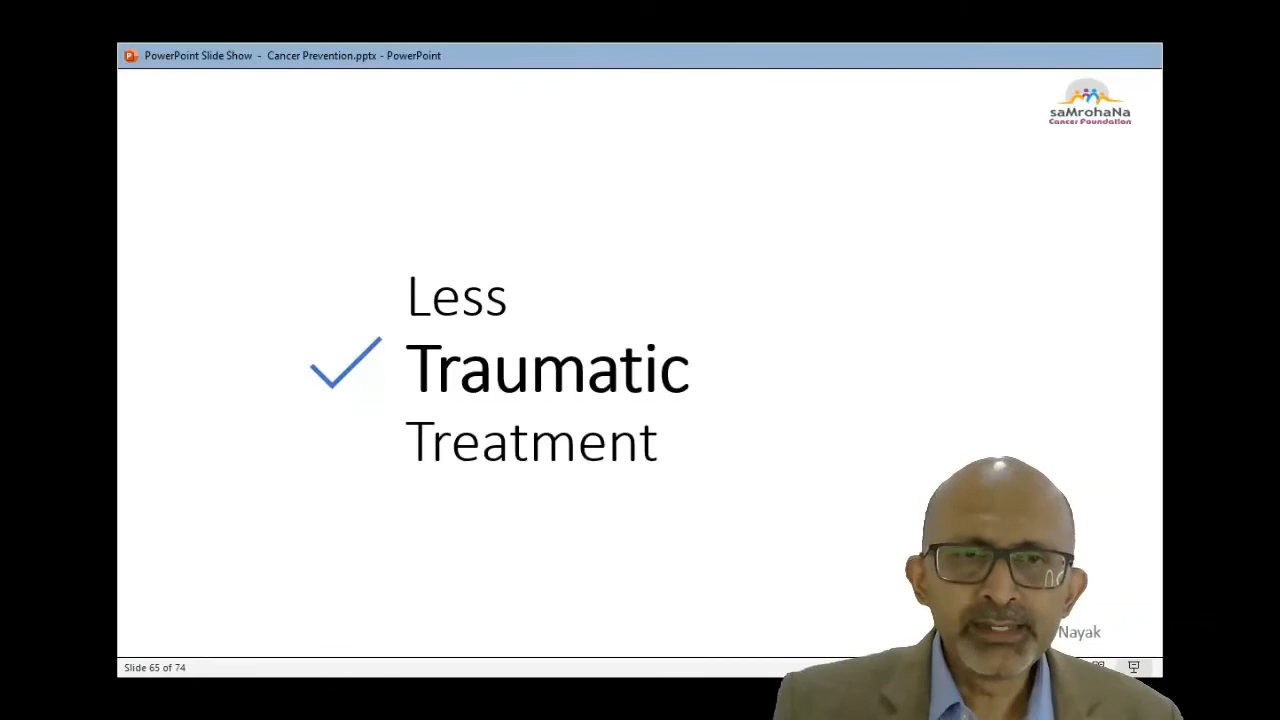 PowerPoint Slide Show - Cancer Prevention.pptx - PowerPoint
saMrohaNa
Cancer Foundation
Less
Traumatic
Treatment
Nayak
Slide 65 of 74